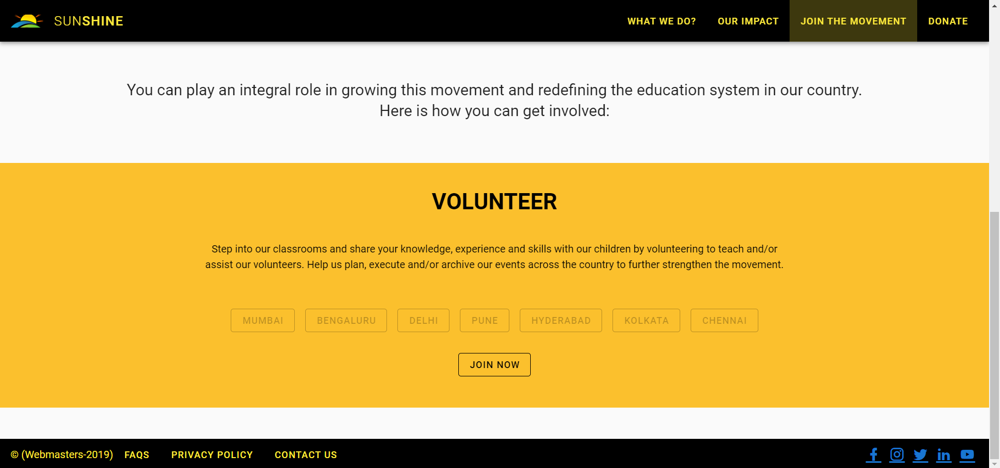 SUNSHINE
WHAT WE DO?
OUR IMPACT
JOIN THE MOVEMENT
DONATE
You can play an integral role in growing this movement and redefining the education system in our country.
Here is how you can get involved:
VOLUNTEER
Step into our classrooms and share your knowledge, experience and skills with our children by volunteering to teach and/or
assist our volunteers. Help us plan, execute and/or archive our events across the country to further strengthen the movement.
MUMBAI
BENGALURU
DELHI
PUNE
HYDERABAD
KOLKATA
CHENNAI
JOIN NOW
© (Webmasters-2019)
FAQS
PRIVACY POLICY
CONTACT US